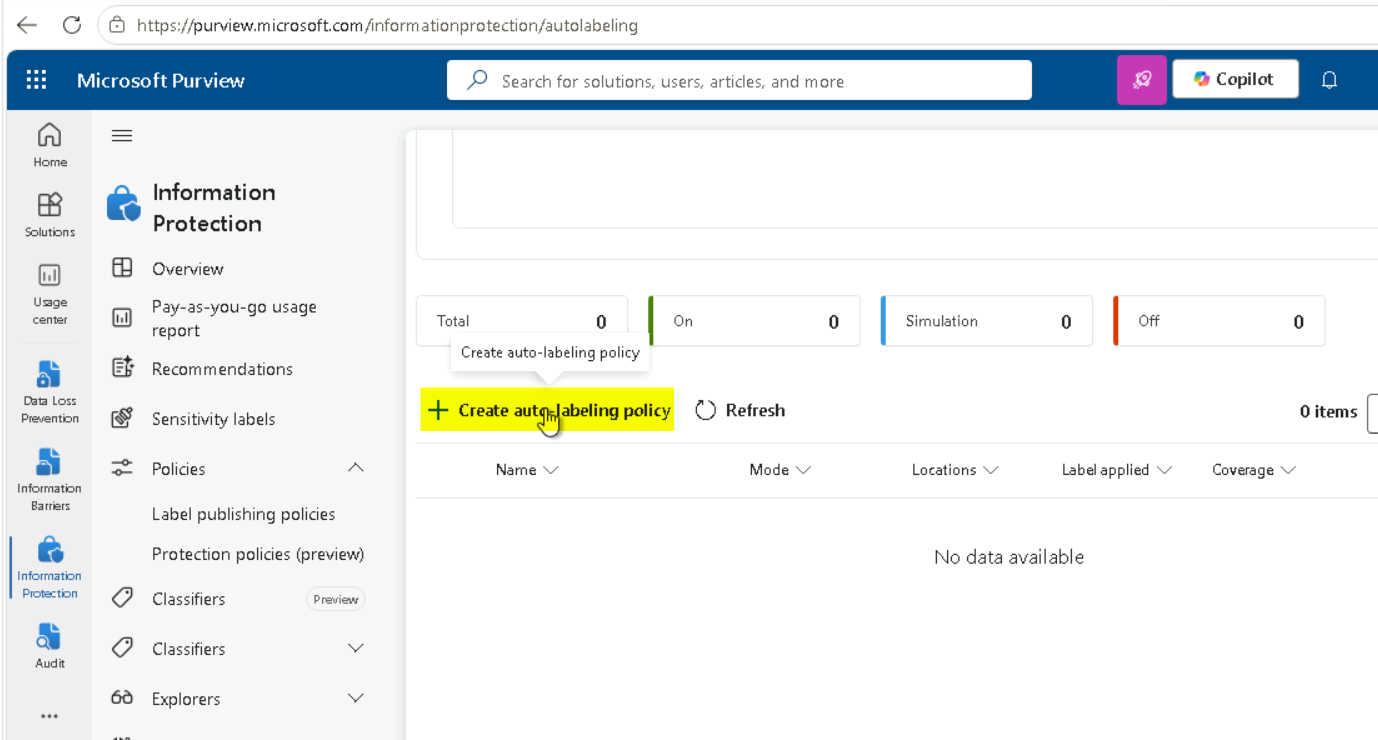 https://purview.microsoft.com/informationprotection/autolabeling
Microsoft Purview
Search for solutions, users, articles, and more
Copilot
Home
Solutions
Usage
center
Data Loss
Prevention
Information
Barriers
Information
Protection
Audit
Information
Protection
Overview
Pay-as-you-go usage
report
Recommendations
Sensitivity labels
Policies
Label publishing policies
Protection policies (preview)
Classifiers Preview
Classifiers
Explorers
Total 0 On 0 Simulation 0 Off 0
Create auto-labeling policy
Create auto-labeling policy Refresh 0 items
Name Mode Locations Label applied Coverage
No data available